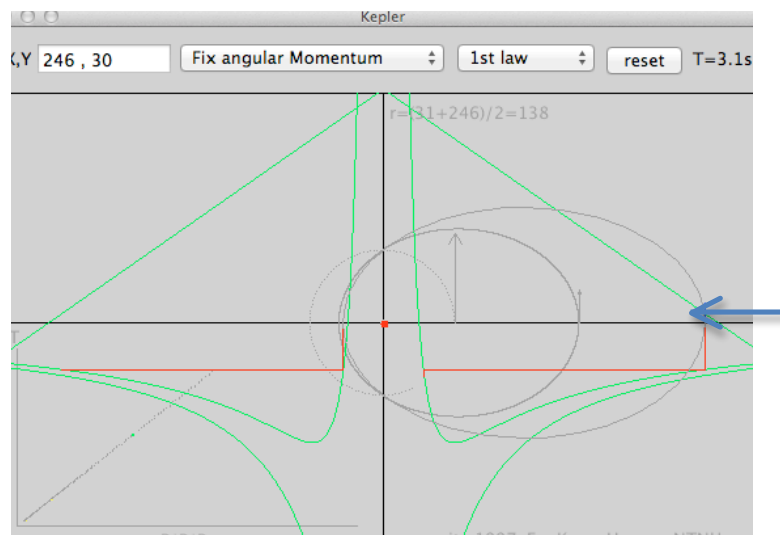 Kepler
X,Y 246 , 30 Fix angular Momentum 1st law reset T=3.1s
r=(31+246)/2=138
T